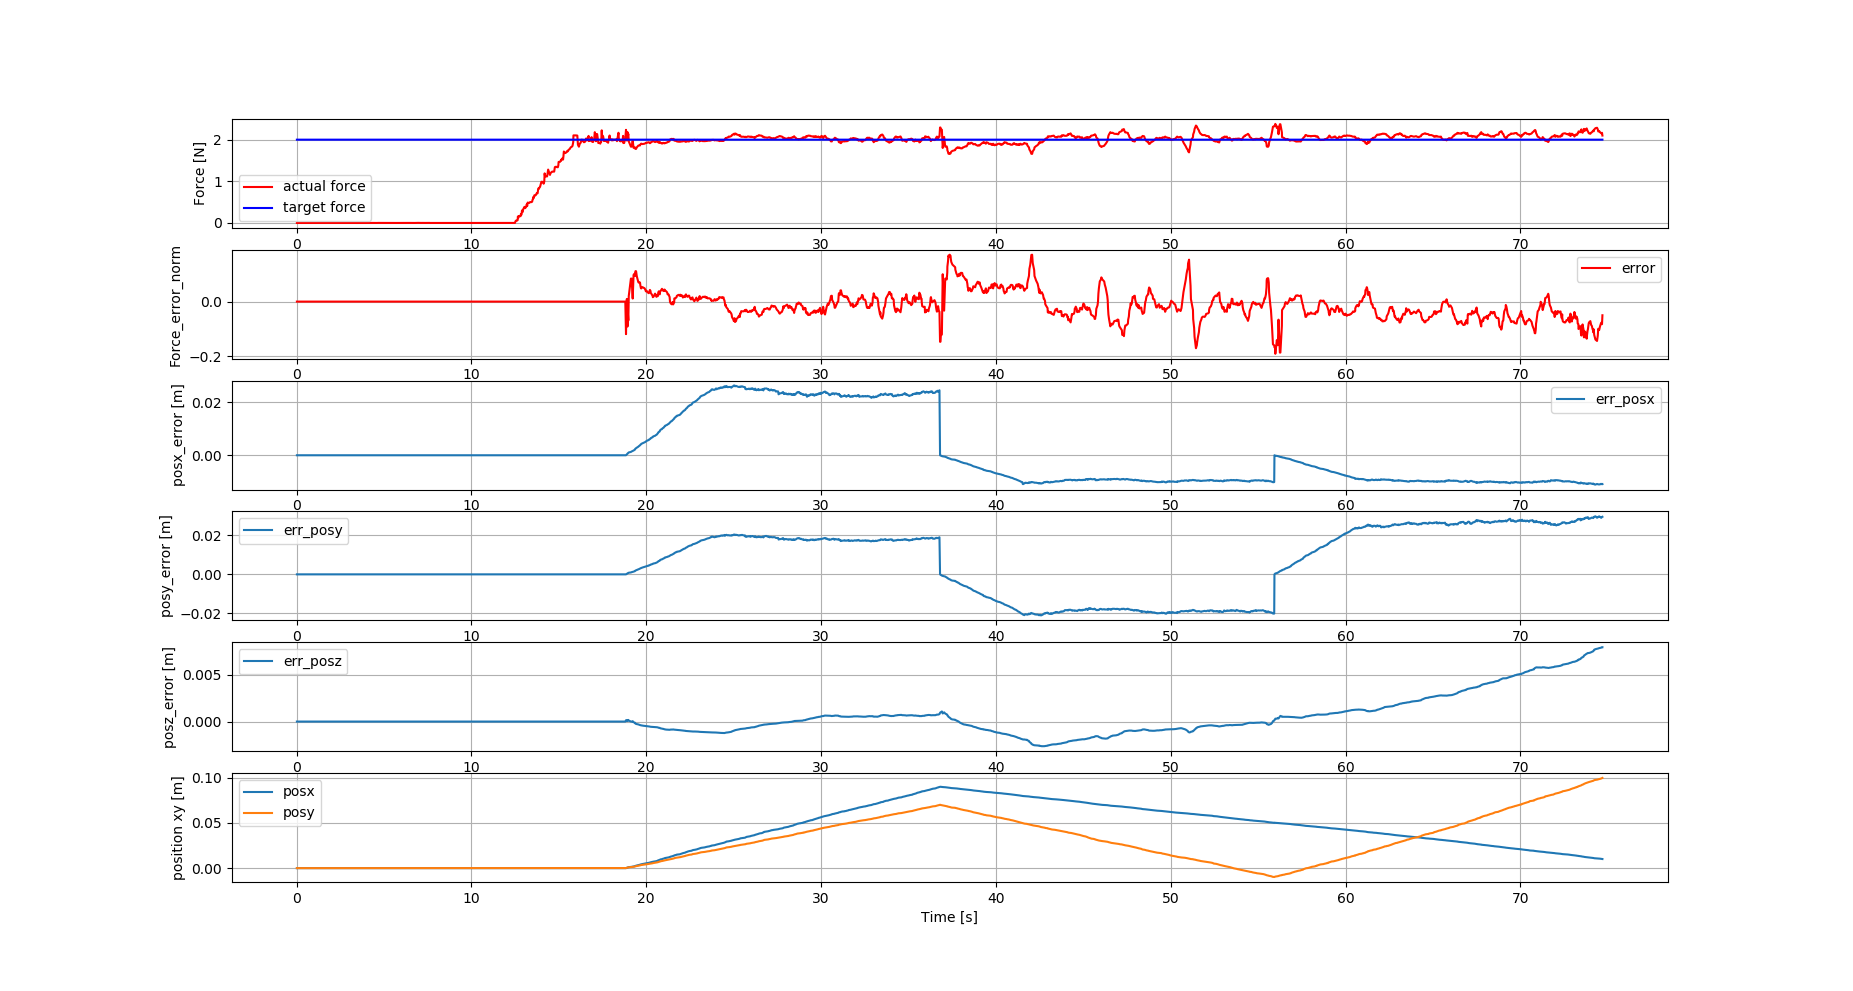 Force [N]
2
1
0
actual force
target force
0 10 20 30 40 50 60 70
Force_error_norm
0.0
−0.2
error
0 10 20 30 40 50 60 70
posx_error [m]
0.02
0.00
err_posx
0 10 20 30 40 50 60 70
posy_error [m]
0.02
0.00
−0.02
err_posy
0 10 20 30 40 50 60 70
posz_error [m]
0.005
0.000
err_posz
0 10 20 30 40 50 60 70
position xy [m]
0.10
0.05
0.00
posx
posy
0 10 20 30 40 50 60 70
Time [s]